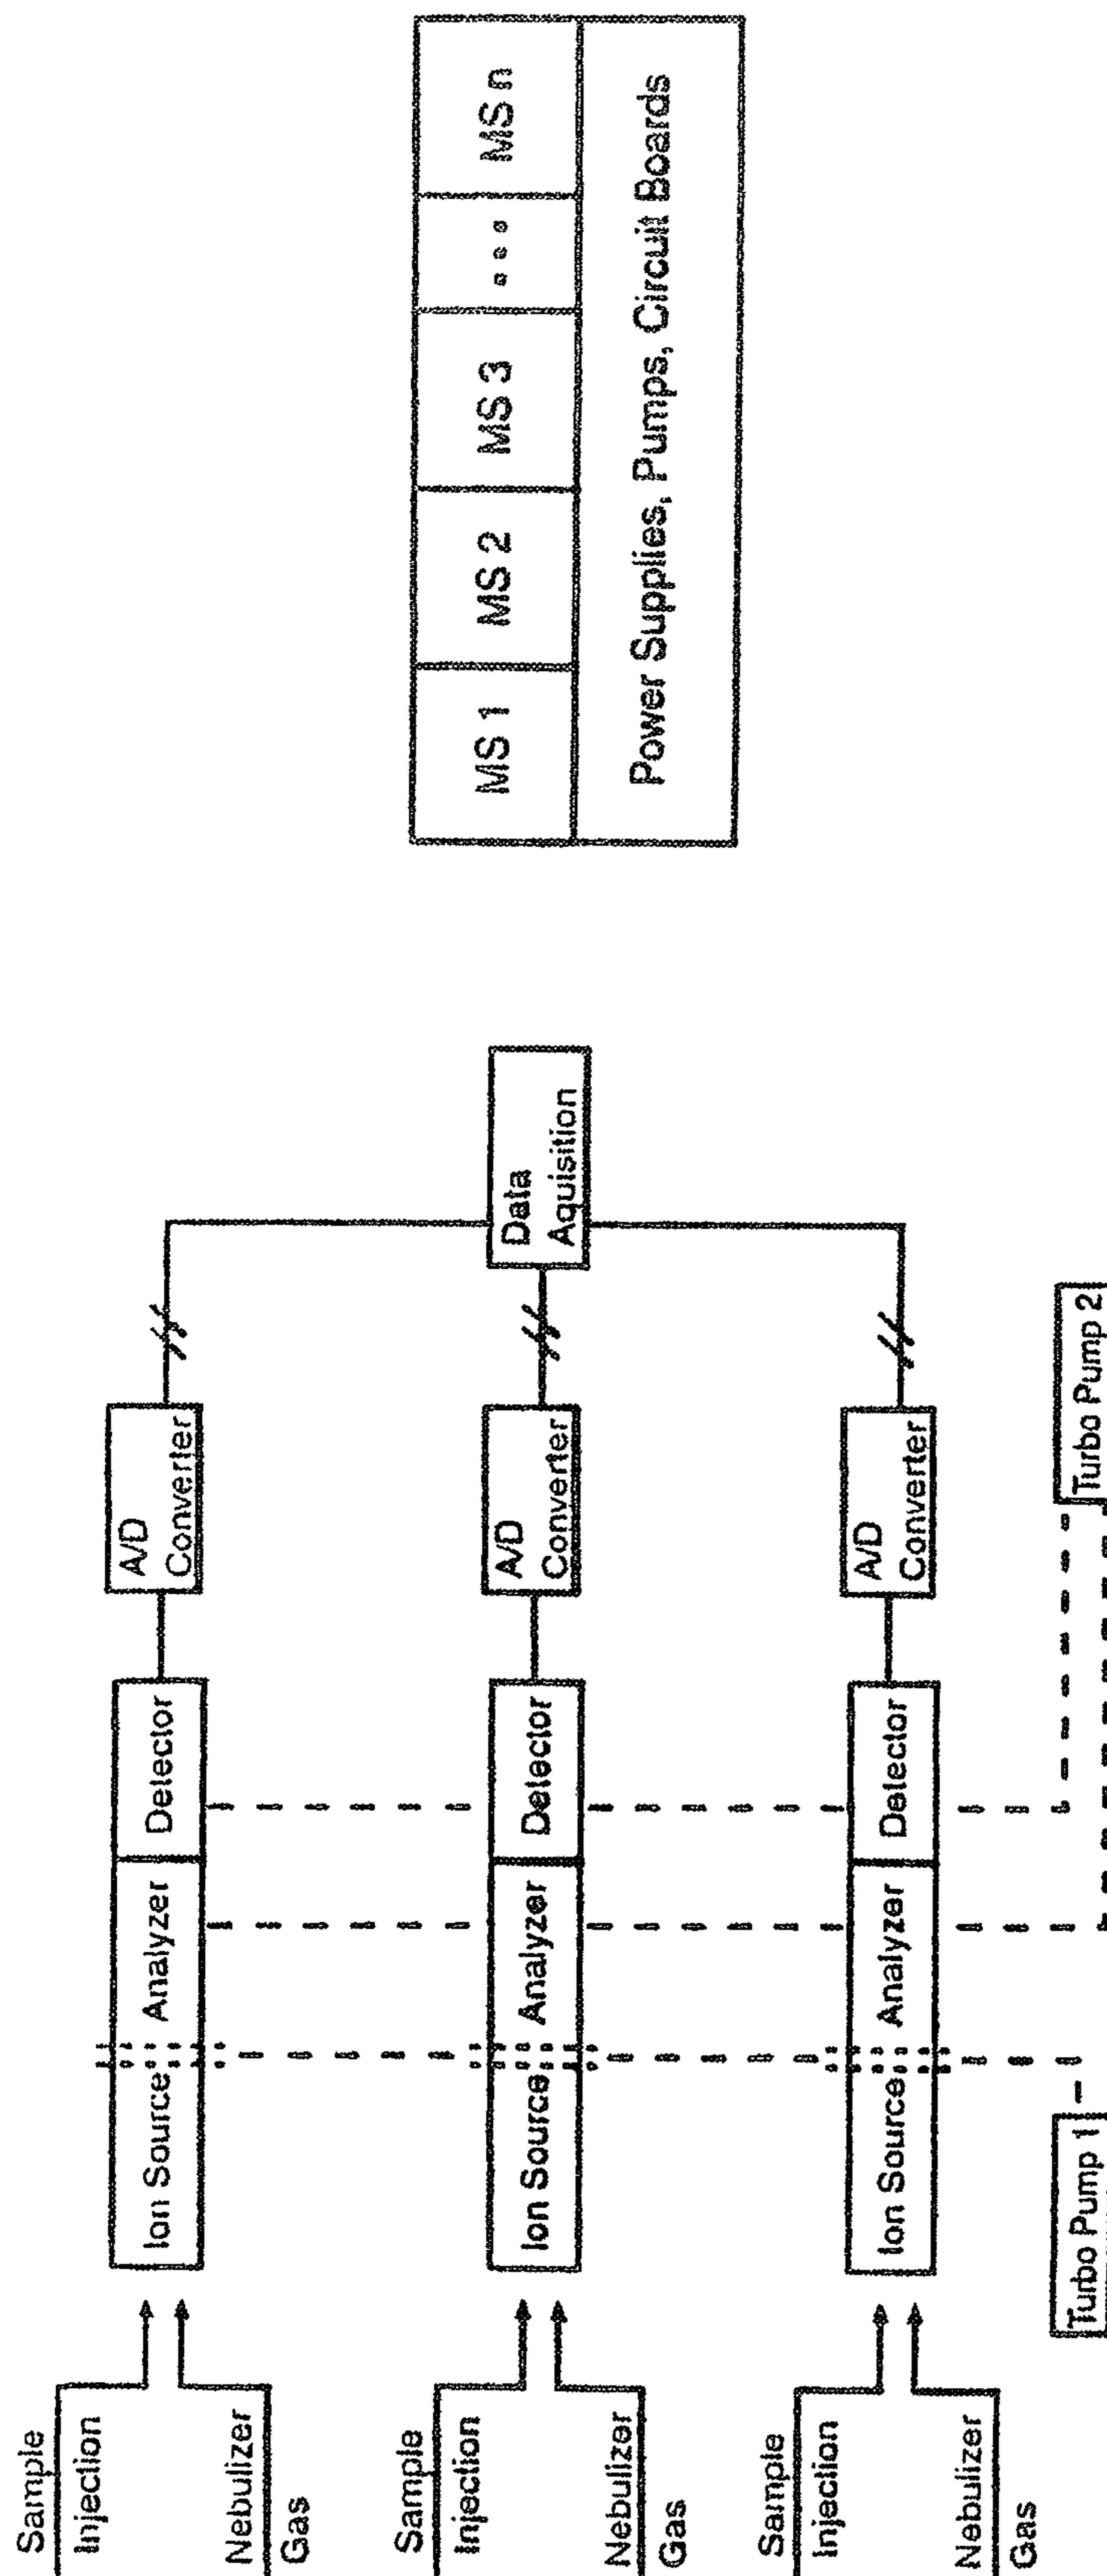 Sample
Injection
Nebulizer
Gas
Ion Source
Analyzer
Detector
A/D
Converter
Sample
Injection
Nebulizer
Gas
Ion Source
Analyzer
Detector
A/D
Converter
Data
Aquisition
Sample
Injection
Nebulizer
Gas
Ion Source
Analyzer
Detector
A/D
Converter
Turbo Pump 1
Turbo Pump 2
MS 1
MS 2
MS 3
MS n
Power Supplies, Pumps, Circuit Boards